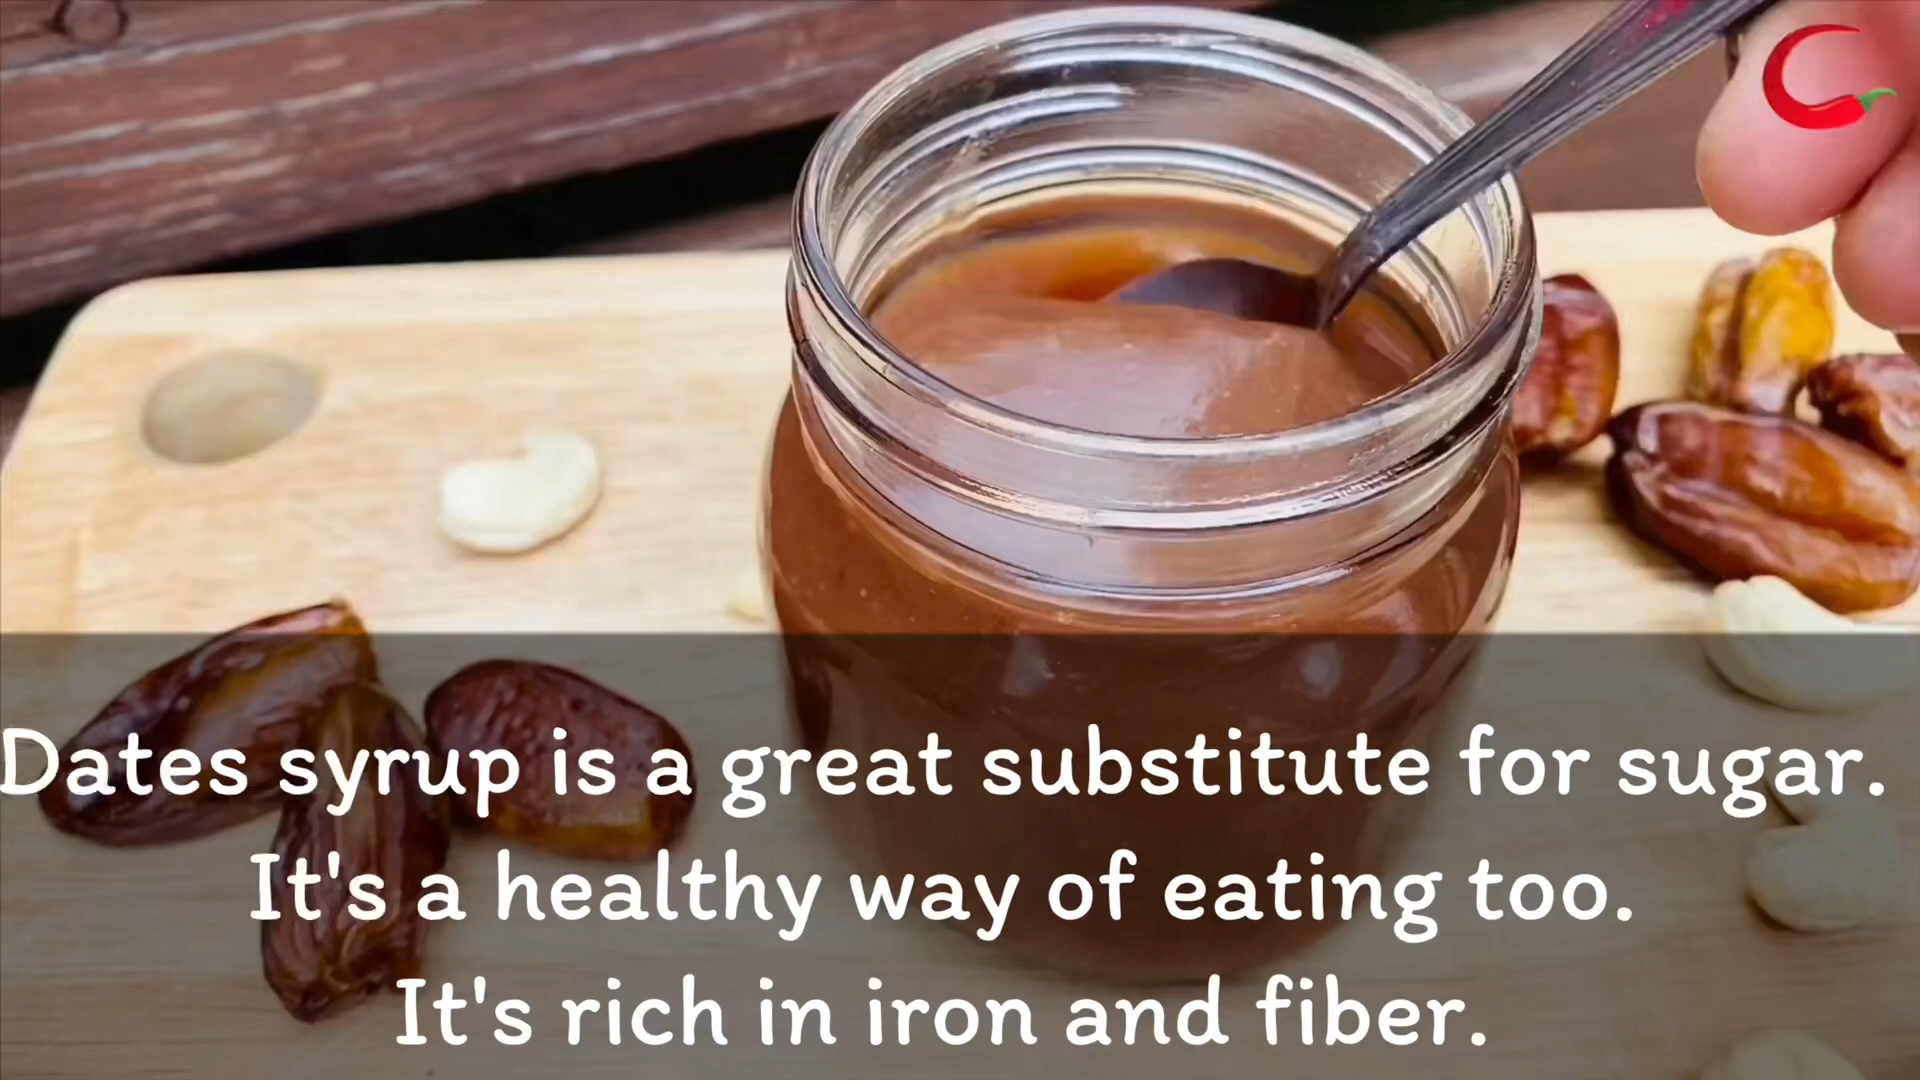 Dates syrup is a great substitute for sugar.
It's a healthy way of eating too.
It's rich in iron and fiber.